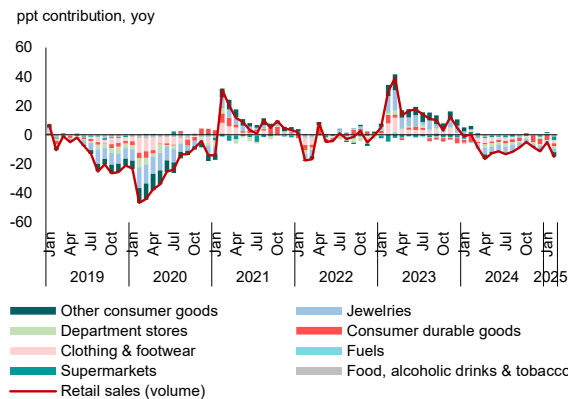 ppt contribution, yoy
60
40
20
0
-20
-40
-60
Jan Apr Jul Oct Jan Apr Jul Oct Jan Apr Jul Oct Jan Apr Jul Oct Jan Apr Jul Oct Jan Apr Jul Oct Jan
2019 2020 2021 2022 2023 2024 2025
Other consumer goods Jewelries
Department stores Consumer durable goods
Clothing & footwear Fuels
Supermarkets Food, alcoholic drinks & tobacco
Retail sales (volume)